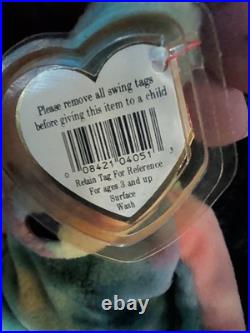 Please remove all swing tags
before giving this item to a child
0 08421 04051 3
Retain Tag For Reference
For ages 3 and up
Surface
Wash